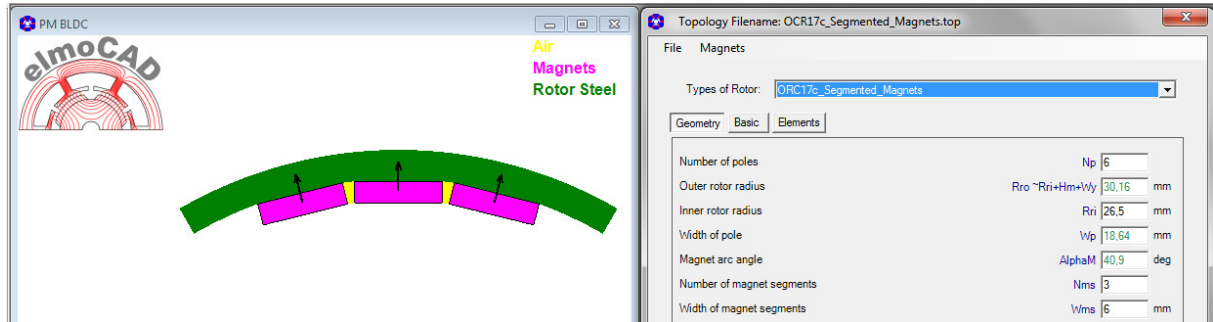 PM BLDC
elmoCAD
Air
Magnets
Rotor Steel
Topology Filename: OCR17c_Segmented_Magnets.top
File Magnets
Types of Rotor: ORC17c_Segmented_Magnets
Geometry Basic Elements
Number of poles Np 6
Outer rotor radius Rro ~Rri+Hm+Wy 30,16 mm
Inner rotor radius Rri 26,5 mm
Width of pole Wp 18,64 mm
Magnet arc angle AlphaM 40,9 deg
Number of magnet segments Nms 3
Width of magnet segments Wms 6 mm